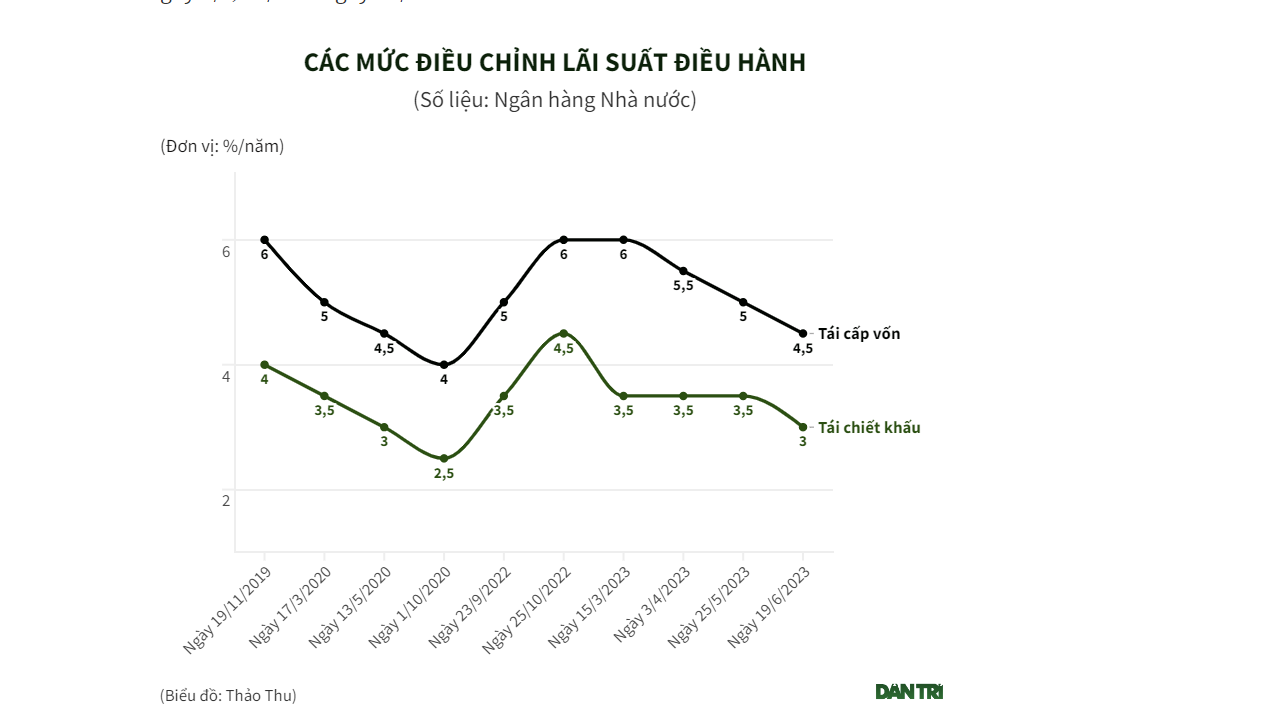 CÁC MỨC ĐIỀU CHỈNH LÃI SUẤT ĐIỀU HÀNH
(Số liệu: Ngân hàng Nhà nước)
(Đơn vị: %/năm)
6
4
2
6
5
4,5
4
5
6
6
5,5
5
4,5
Tái cấp vốn
4
3,5
3
2,5
3,5
4,5
3,5
3,5
3,5
3
Tái chiết khấu
Ngày 19/11/2019
Ngày 17/3/2020
Ngày 13/5/2020
Ngày 1/10/2020
Ngày 23/9/2022
Ngày 25/10/2022
Ngày 15/3/2023
Ngày 3/4/2023
Ngày 25/5/2023
Ngày 19/6/2023
(Biểu đồ: Thảo Thu)
DÂN TRÍ